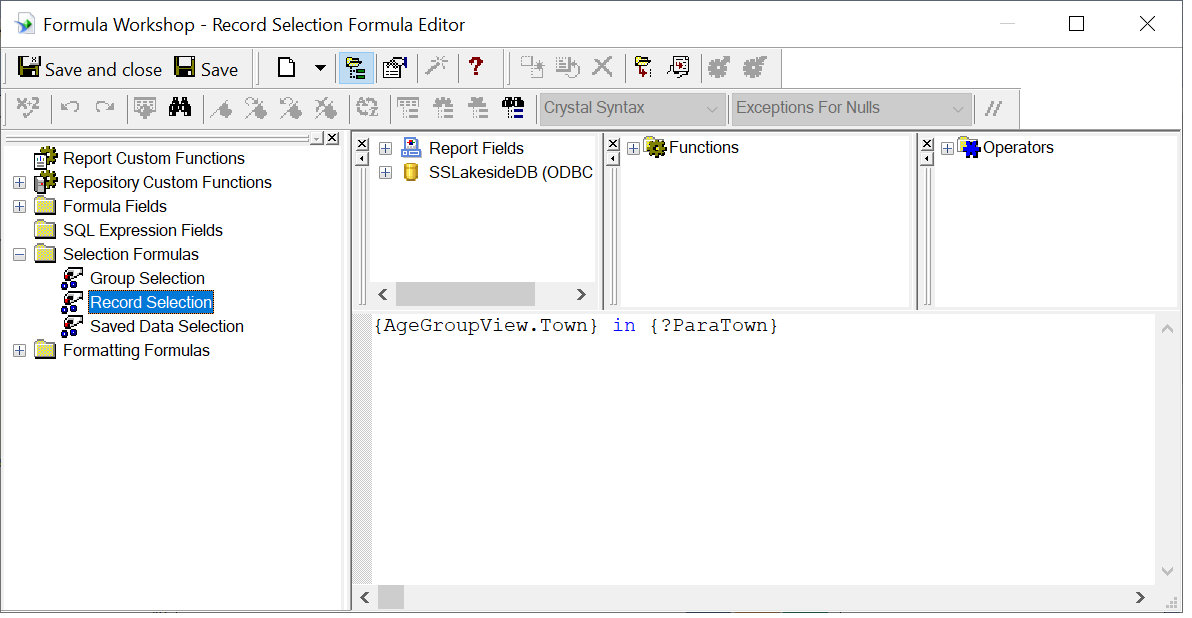 Formula Workshop - Record Selection Formula Editor
Save and close Save
x+2 Crystal Syntax Exceptions For Nulls //
Report Custom Functions
Repository Custom Functions
Formula Fields
SQL Expression Fields
Selection Formulas
Group Selection
Record Selection
Saved Data Selection
Formatting Formulas
Report Fields
SSLakesideDB (ODBC
Functions
Operators
{AgeGroupView.Town} in {?ParaTown}